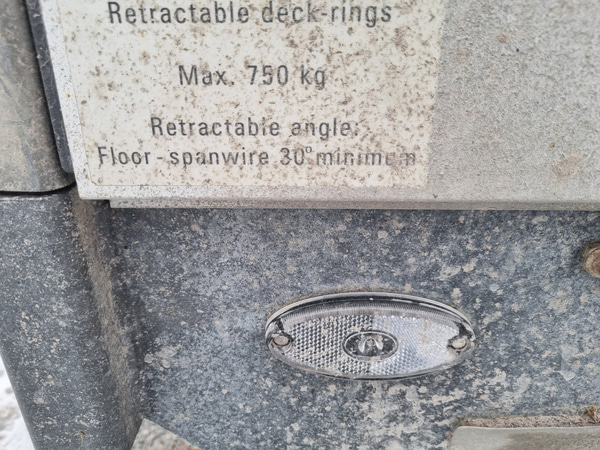 Retractable deck-rings
Max. 750 kg
Retractable angle:
Floor - spanwire 30° minimum